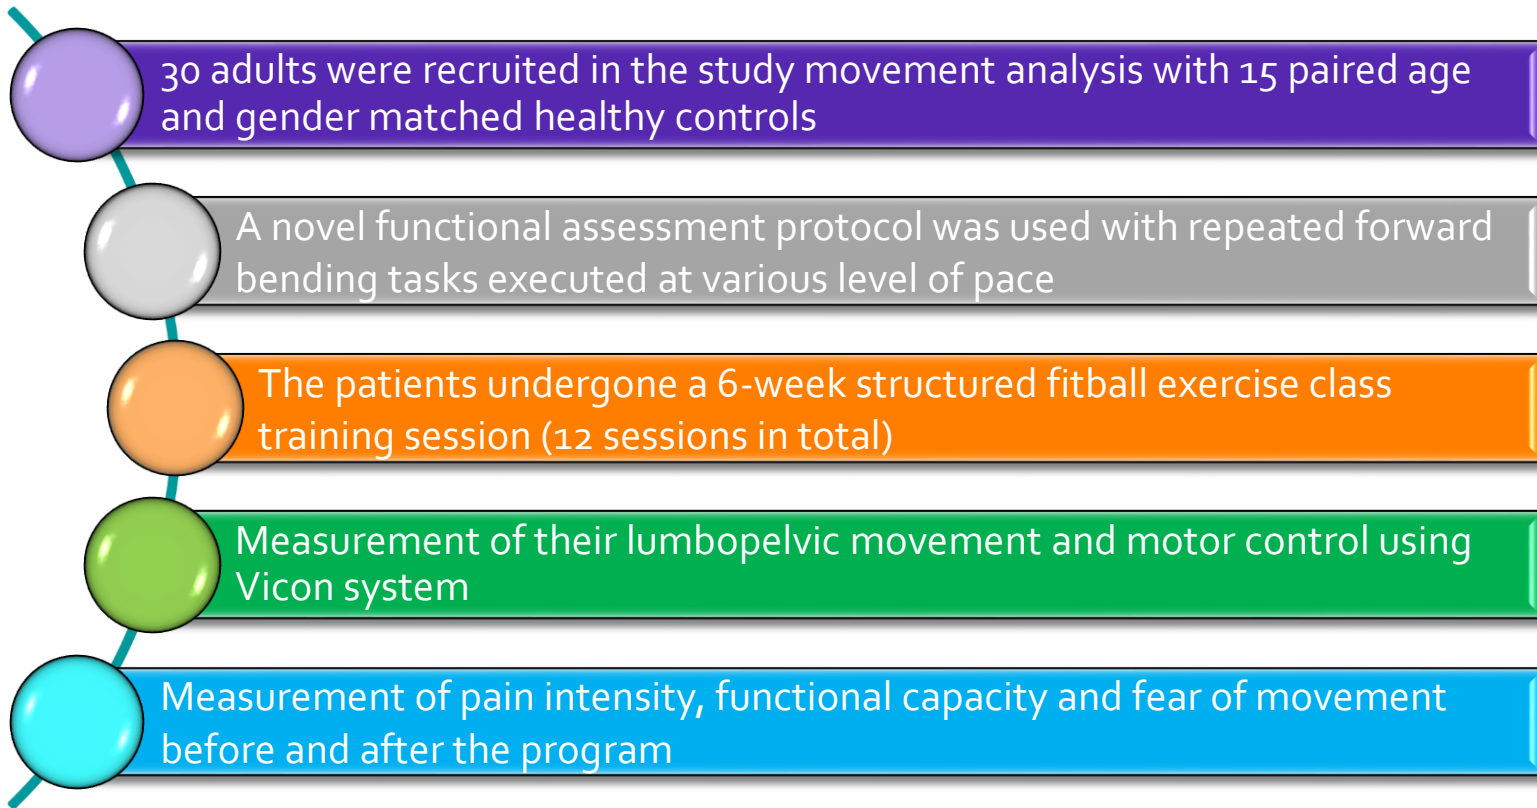 30 adults were recruited in the study movement analysis with 15 paired age
and gender matched healthy controls
A novel functional assessment protocol was used with repeated forward
bending tasks executed at various level of pace
The patients undergone a 6-week structured fitball exercise class
training session (12 sessions in total)
Measurement of their lumbopelvic movement and motor control using
Vicon system
Measurement of pain intensity, functional capacity and fear of movement
before and after the program